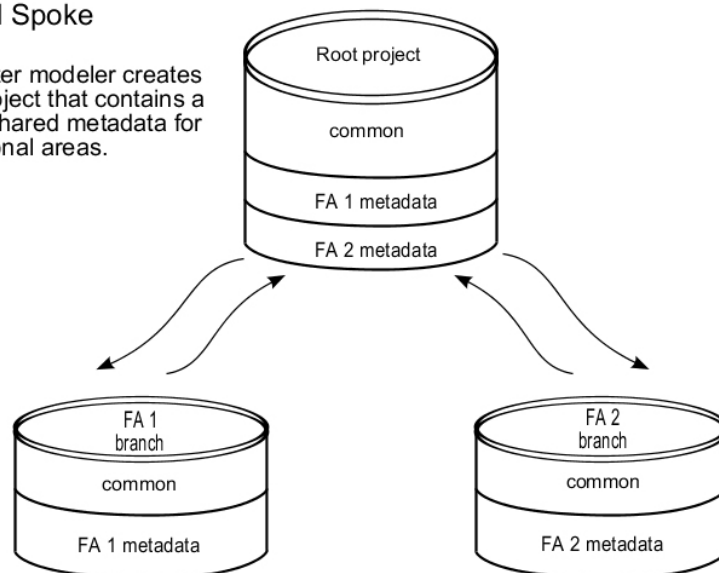 Spoke
er modeler creates
ject that contains a
hared metadata for
onal areas.
Root project
common
FA 1 metadata
FA 2 metadata
FA 1
branch
common
FA 1 metadata
FA 2
branch
common
FA 2 metadata